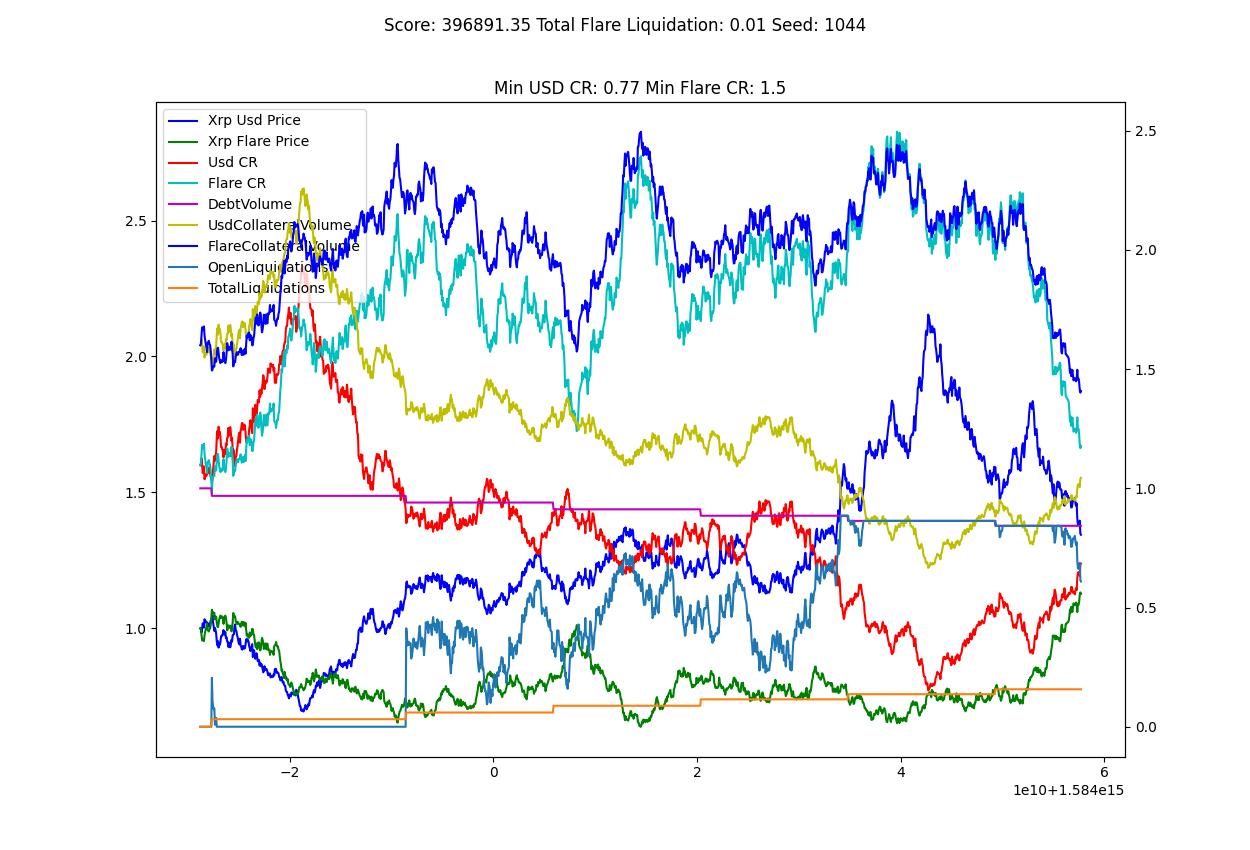 Score: 396891.35 Total Flare Liquidation: 0.01 Seed: 1044
Min USD CR: 0.77 Min Flare CR: 1.5
Xrp Usd Price
Xrp Flare Price
Usd CR
Flare CR
DebtVolume
UsdCollateralVolume
FlareCollateralVolume
OpenLiquidations
TotalLiquidations
2.5
2.0
1.5
1.0
2.5
2.0
1.5
1.0
0.5
0.0
−2
0
2
4
6
1e10+1.584e15